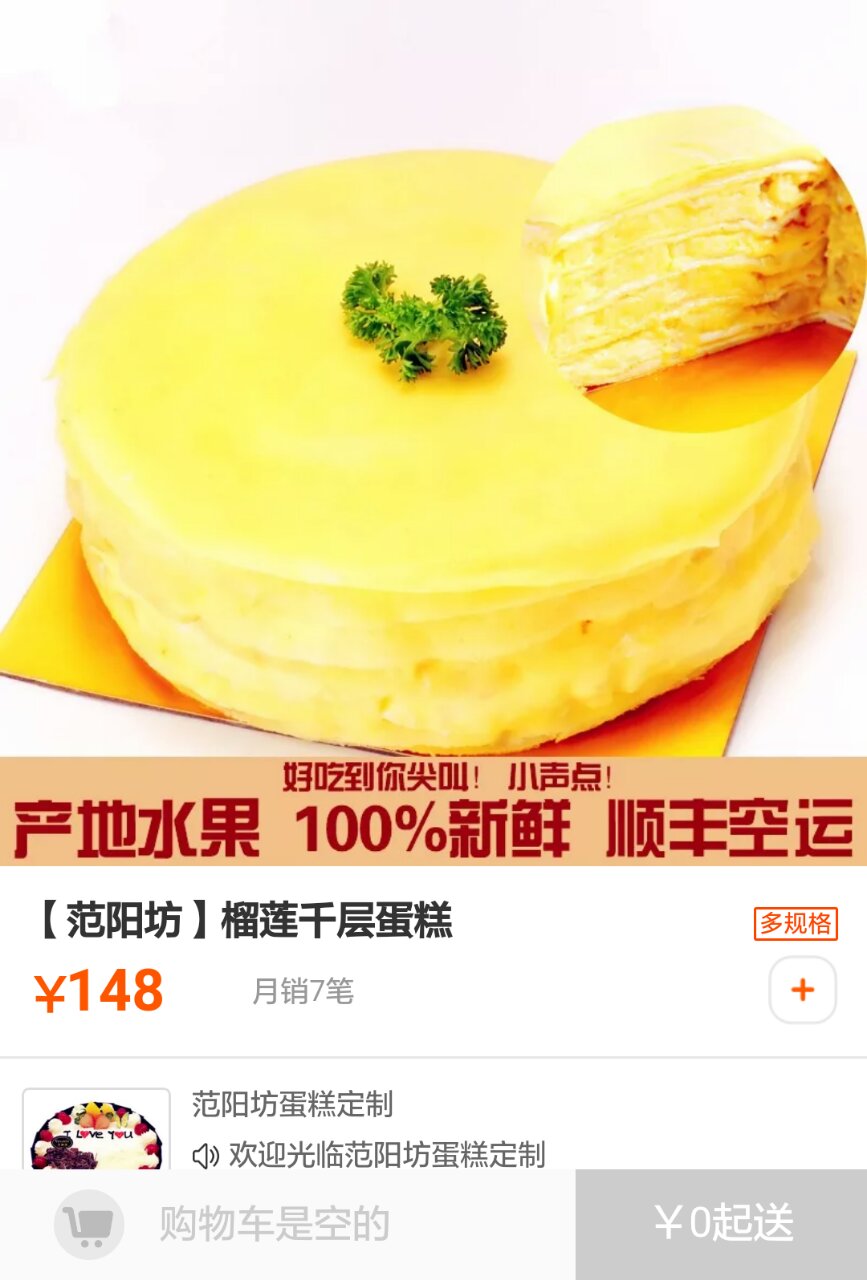 好吃到你尖叫！ 小声点！
产地水果 100%新鲜 顺丰空运
【范阳坊】榴莲千层蛋糕
多规格
¥148
月销7笔
+
I LOVE YOU
范阳坊蛋糕定制
欢迎光临范阳坊蛋糕定制
购物车是空的
￥0起送